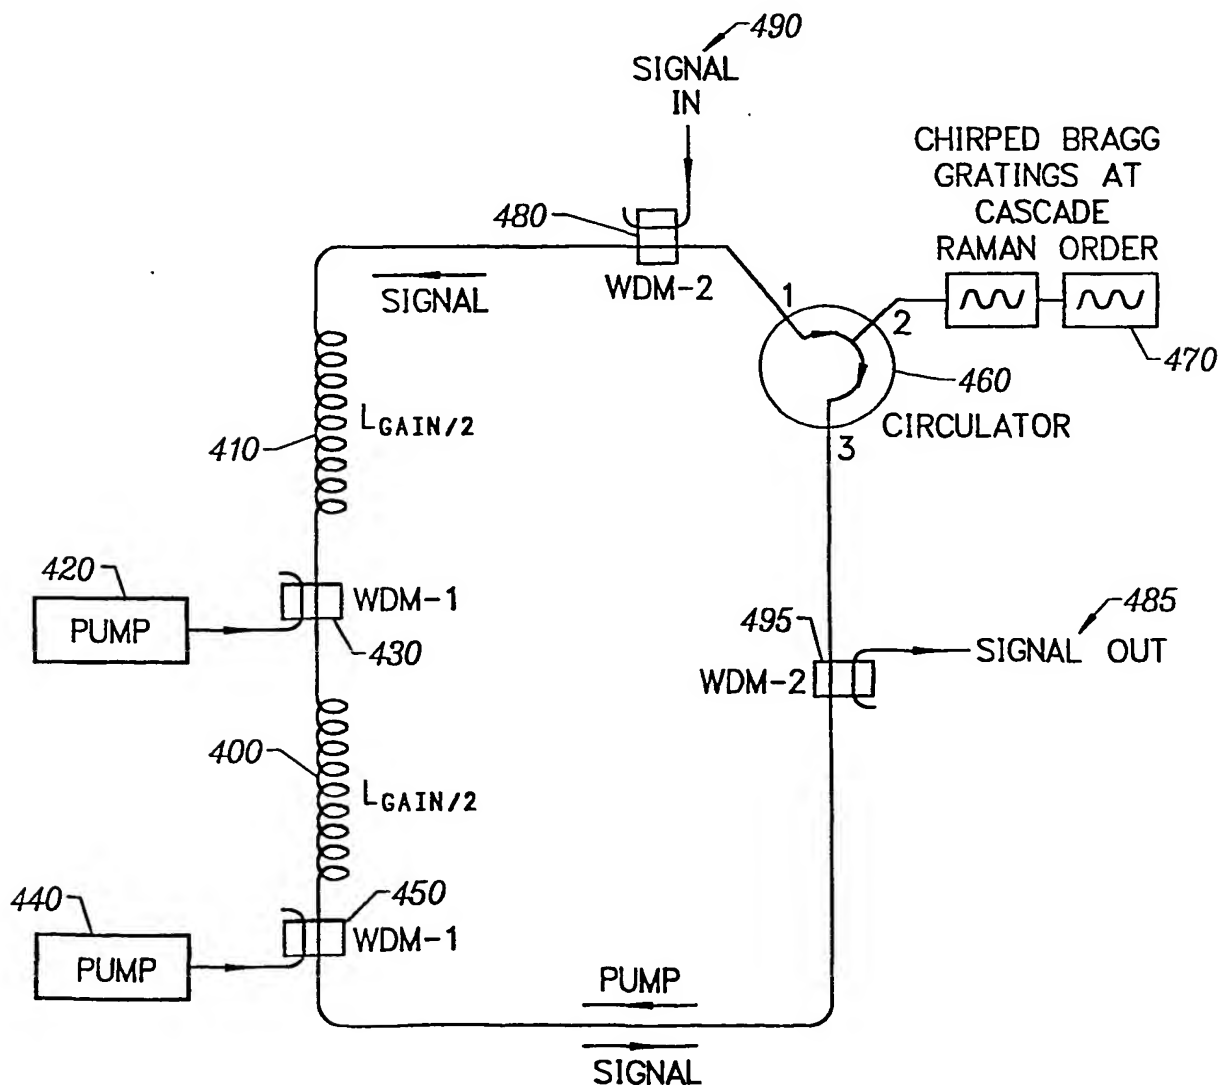 490
SIGNAL
IN
CHIRPED BRAGG
GRATINGS AT
CASCADE
RAMAN ORDER
480
WDM-2
SIGNAL
1
2
470
460
CIRCULATOR
3
410
LGAIN/2
420
PUMP
WDM-1
430
495
485
SIGNAL OUT
WDM-2
400
LGAIN/2
440
PUMP
450
WDM-1
PUMP
SIGNAL